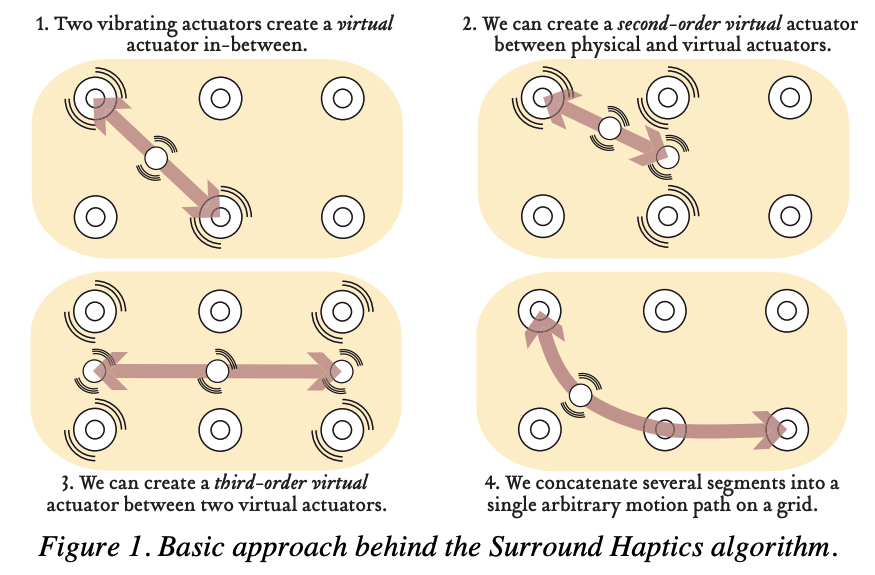 1. Two vibrating actuators create a virtual
actuator in-between.
2. We can create a second-order virtual actuator
between physical and virtual actuators.
3. We can create a third-order virtual
actuator between two virtual actuators.
4. We concatenate several segments into a
single arbitrary motion path on a grid.
Figure 1. Basic approach behind the Surround Haptics algorithm.